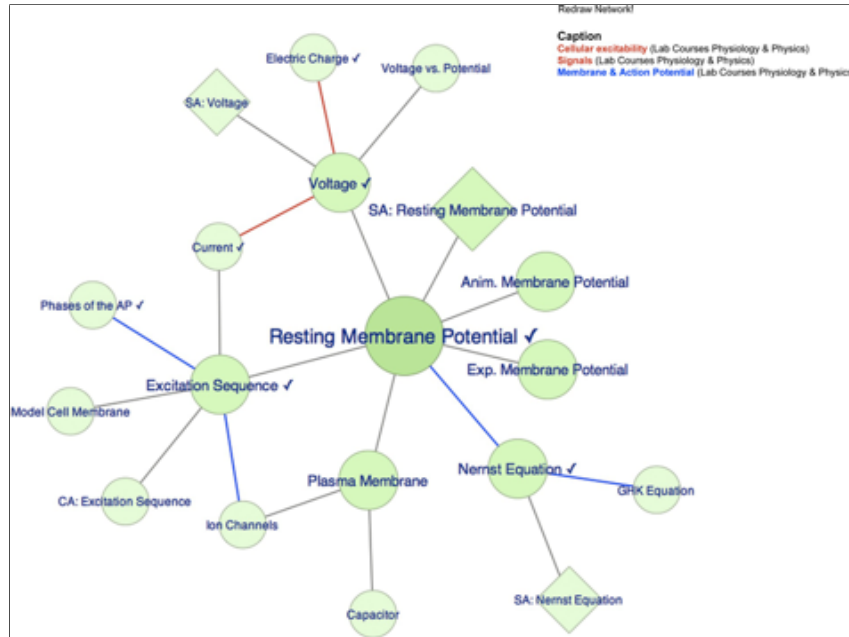 Redraw Network!
Caption
Cellular excitability (Lab Courses Physiology & Physics)
Signals (Lab Courses Physiology & Physics)
Membrane & Action Potential (Lab Courses Physiology & Physics
Electric Charge ✓
Voltage vs. Potential
SA: Voltage
Voltage ✓
SA: Resting Membrane Potential
Current ✓
Anim. Membrane Potential
Phases of the AP ✓
Resting Membrane Potential ✓
Exp. Membrane Potential
Excitation Sequence ✓
Model Cell Membrane
Nernst Equation ✓
Plasma Membrane
GRK Equation
CA: Excitation Sequence
Ion Channels
SA: Nernst Equation
Capacitor